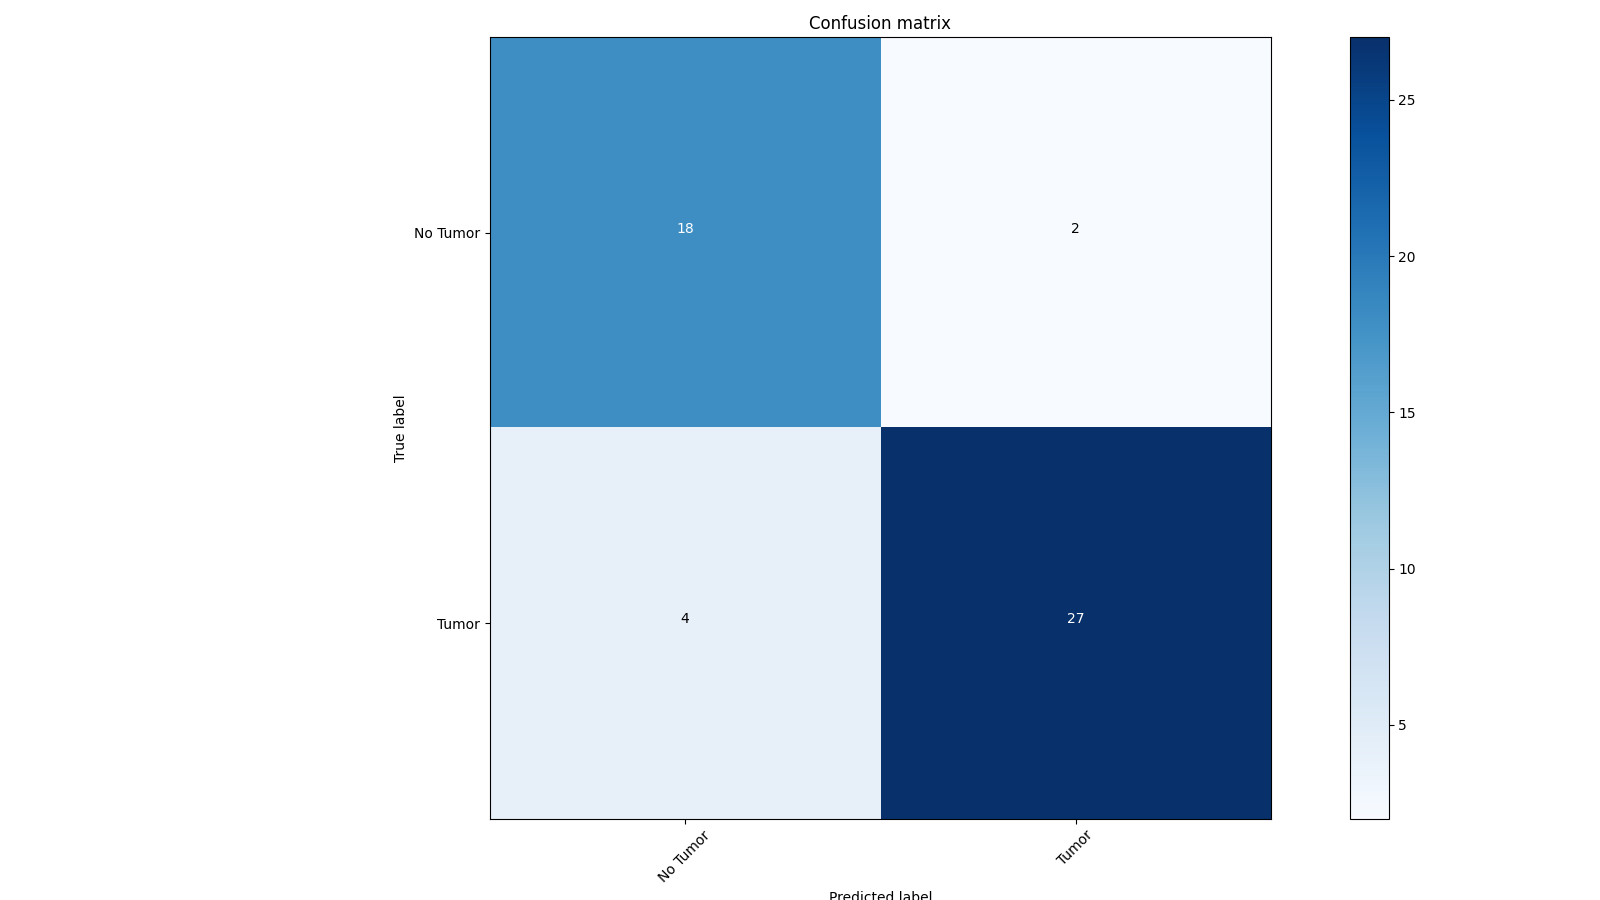 Confusion matrix
No Tumor
18
2
Tumor
4
27
True label
No Tumor
Tumor
Predicted label
25
20
15
10
5